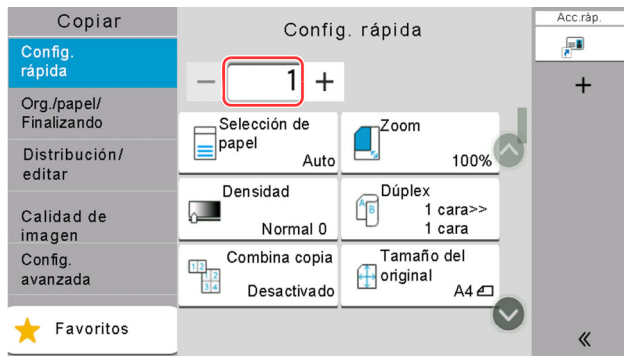 Copiar
Config. rápida
Acc.ráp.
Config.
rápida
1
Org./papel/
Finalizando
Distribución/
editar
Calidad de
imagen
Config.
avanzada
Favoritos
Selección de
papel
Auto
Zoom
100%
Densidad
Normal 0
Dúplex
1 cara>>
1 cara
Combina copia
Desactivado
Tamaño del
original
A4